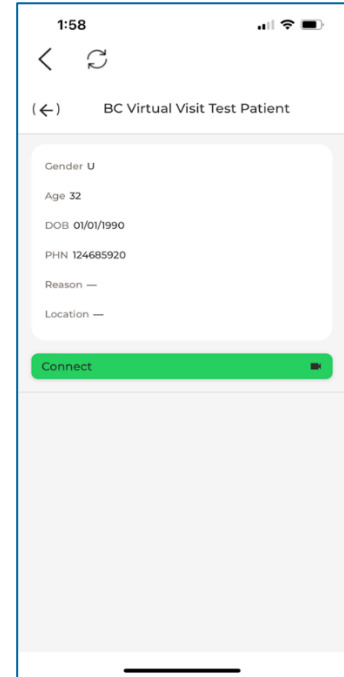 1:58
(←) BC Virtual Visit Test Patient
Gender U
Age 32
DOB 01/01/1990
PHN 124685920
Reason —
Location —
Connect